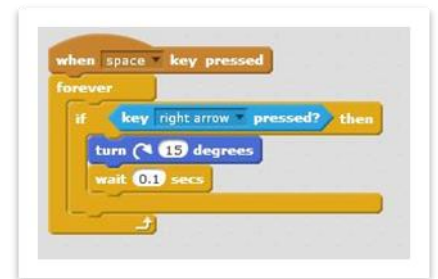 when space key pressed
forever
if key right arrow pressed? then
turn 15 degrees
wait 0.1 secs